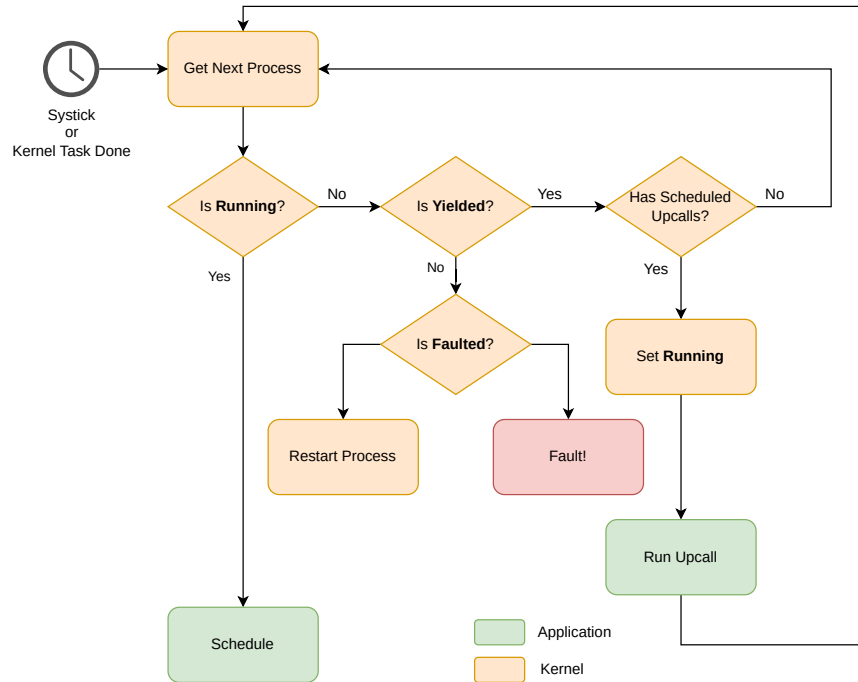 Get Next Process
Systick
or
Kernel Task Done
Is Running?
No
Is Yielded?
Yes
Has Scheduled
Upcalls?
No
Yes
No
Yes
Is Faulted?
Set Running
Restart Process
Fault!
Run Upcall
Schedule
Application
Kernel